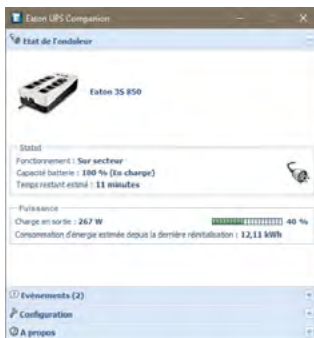 Eaton UPS Companion
Etat de l'onduleur
Eaton 3S 850
Statut
Fonctionnement : Sur secteur
Capacité batterie : 100 % (En charge)
Temps restant estimé : 11 minutes
Puissance
Charge en sortie : 267 W 40 %
Consommation d'énergie estimée depuis la dernière réinitialisation : 12,11 kWh
Evènements (2)
Configuration
A propos